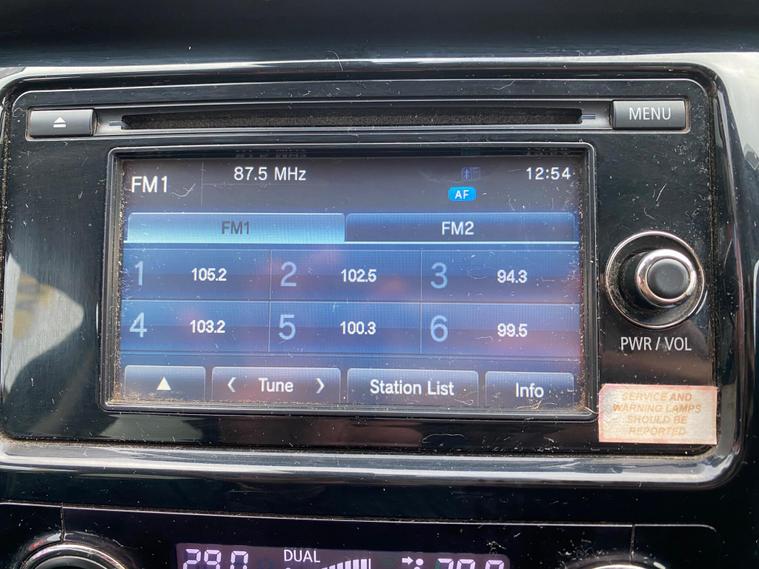 MENU
FM1 87.5 MHz 12:54
AF
FM1 FM2
1 105.2 2 102.5 3 94.3
4 103.2 5 100.3 6 99.5
PWR / VOL
▲ < Tune > Station List Info
SERVICE AND
WARNING LAMPS
SHOULD BE
REPORTED
DUAL
29.0